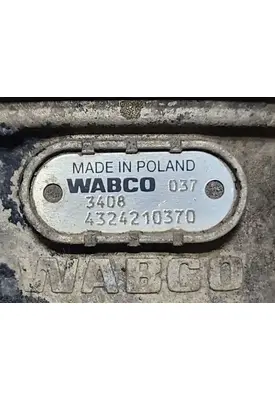 MADE IN POLAND
WABCO 037
3408
4324210370
WABCO